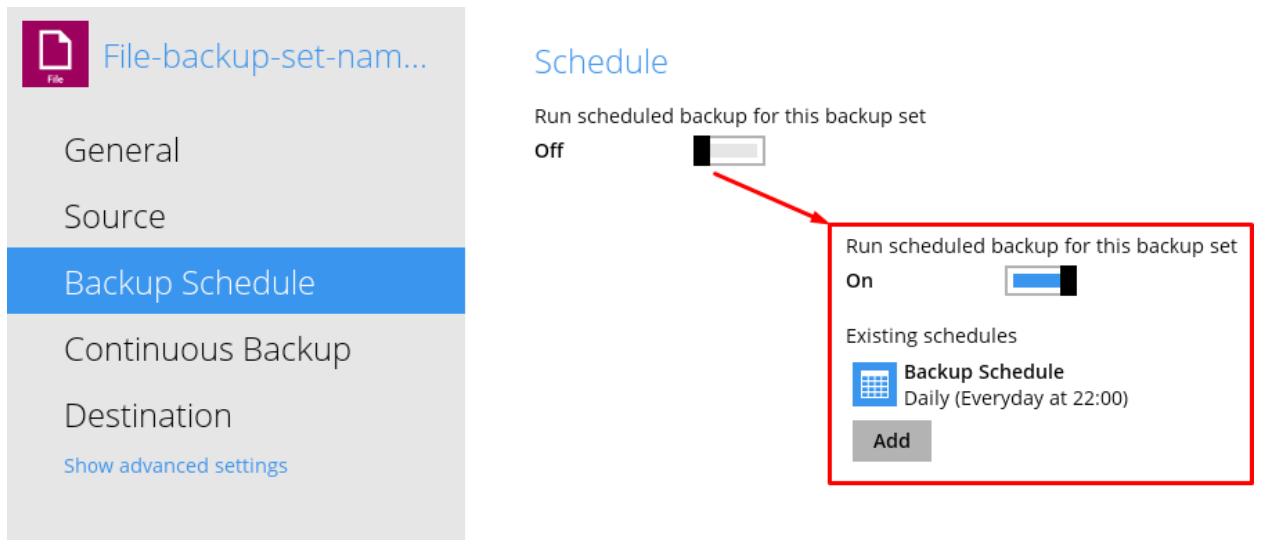 File
File-backup-set-nam...
General
Source
Backup Schedule
Continuous Backup
Destination
Show advanced settings
Schedule
Run scheduled backup for this backup set
Off
Run scheduled backup for this backup set
On
Existing schedules
Backup Schedule
Daily (Everyday at 22:00)
Add